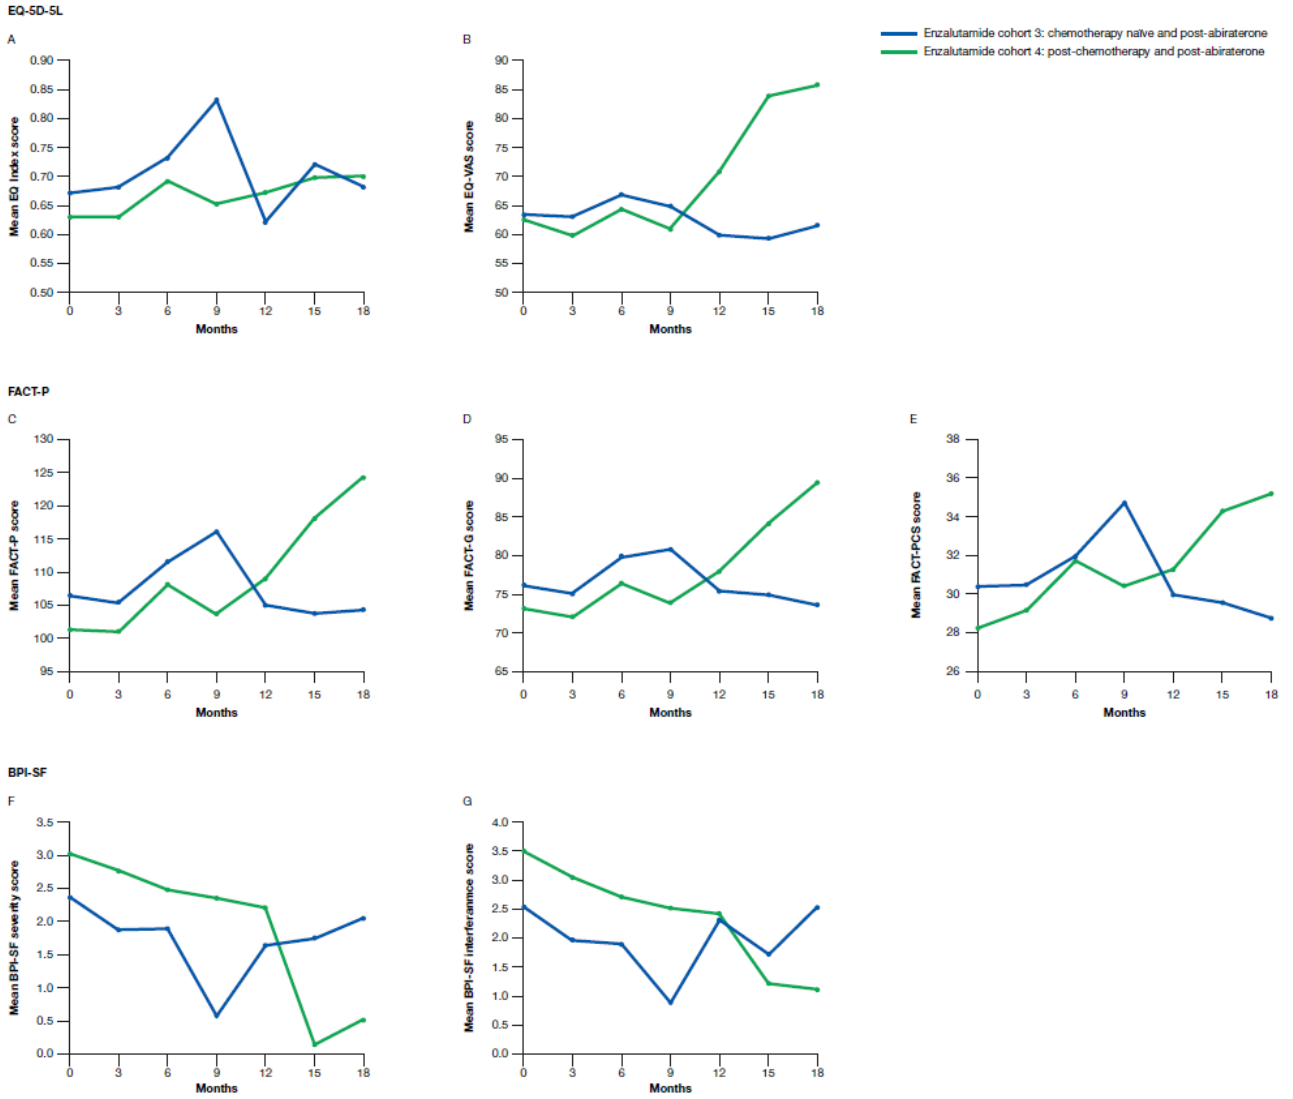 EQ-5D-5L
Enzalutamide cohort 3: chemotherapy naïve and post-abiraterone
Enzalutamide cohort 4: post-chemotherapy and post-abiraterone
A
Mean EQ Index score
0.90
0.85
0.80
0.75
0.70
0.65
0.60
0.55
0.50
0 3 6 9 12 15 18
Months
B
Mean EQ-VAS score
90
85
80
75
70
65
60
55
50
0 3 6 9 12 15 18
Months
FACT-P
C
Mean FACT-P score
130
125
120
115
110
105
100
95
0 3 6 9 12 15 18
Months
D
Mean FACT-G score
95
90
85
80
75
70
65
0 3 6 9 12 15 18
Months
E
Mean FACT-PCS score
38
36
34
32
30
28
26
0 3 6 9 12 15 18
Months
BPI-SF
F
Mean BPI-SF severity score
3.5
3.0
2.5
2.0
1.5
1.0
0.5
0.0
0 3 6 9 12 15 18
Months
G
Mean BPI-SF interferanmce score
4.0
3.5
3.0
2.5
2.0
1.5
1.0
0.5
0.0
0 3 6 9 12 15 18
Months